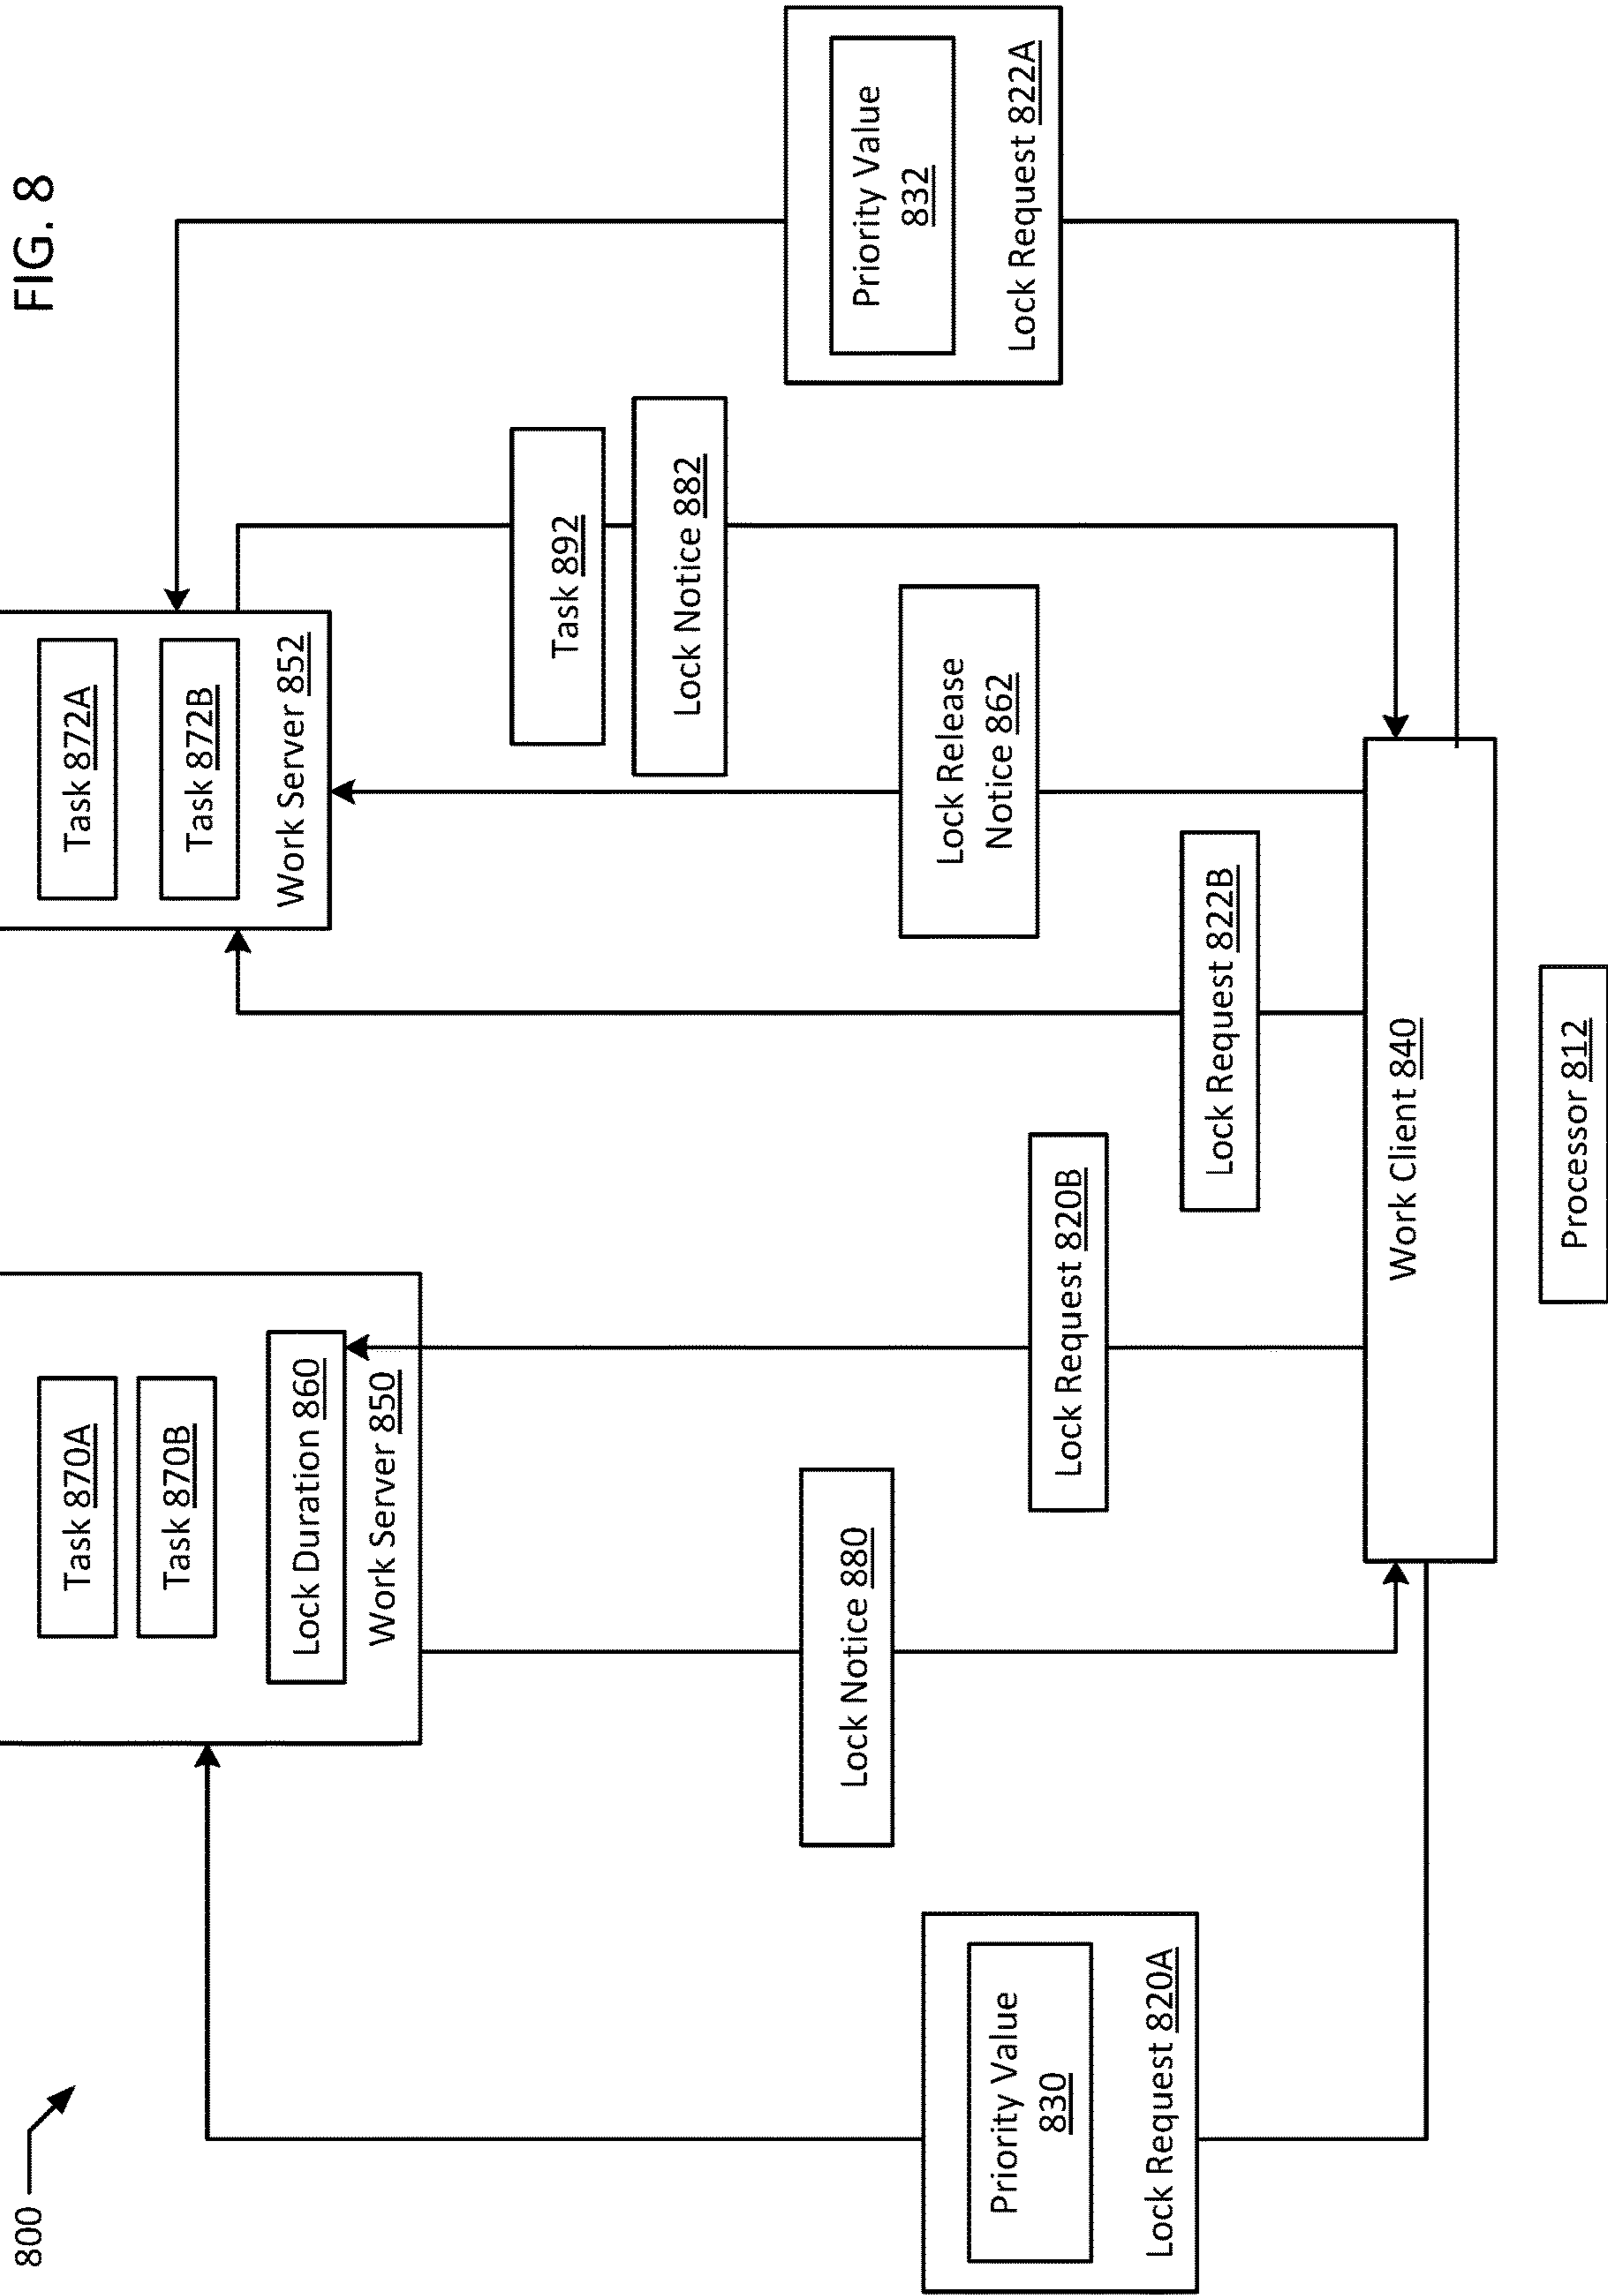 800
FIG. 8
Task 870A
Task 870B
Lock Duration 860
Work Server 850
Task 872A
Task 872B
Work Server 852
Task 892
Lock Notice 882
Priority Value
832
Lock Request 822A
Lock Notice 880
Lock Release
Notice 862
Priority Value
830
Lock Request 820A
Lock Request 820B
Lock Request 822B
Work Client 840
Processor 812